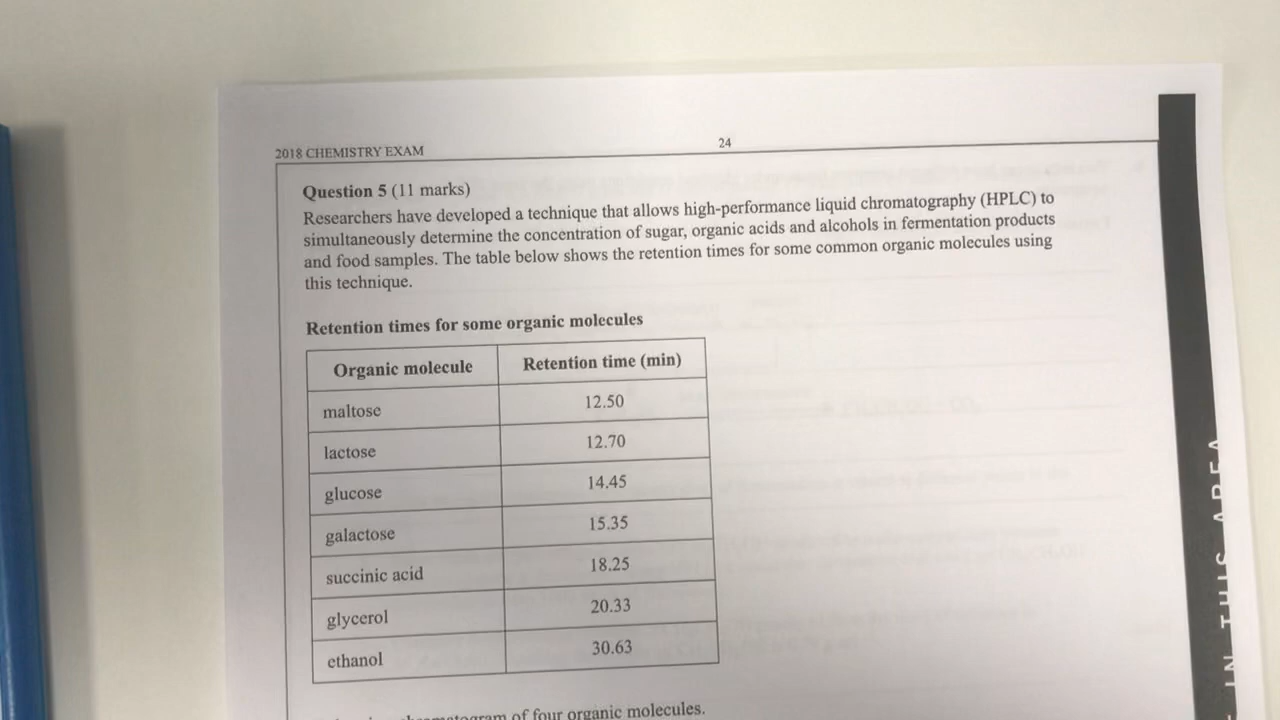 2018 CHEMISTRY EXAM
24
Question 5 (11 marks)
Researchers have developed a technique that allows high-performance liquid chromatography (HPLC) to
simultaneously determine the concentration of sugar, organic acids and alcohols in fermentation products
and food samples. The table below shows the retention times for some common organic molecules using
this technique.
Retention times for some organic molecules
Organic molecule Retention time (min)
maltose 12.50
lactose 12.70
glucose 14.45
galactose 15.35
succinic acid 18.25
glycerol 20.33
ethanol 30.63
of four organic molecules.
IN THIS AREA